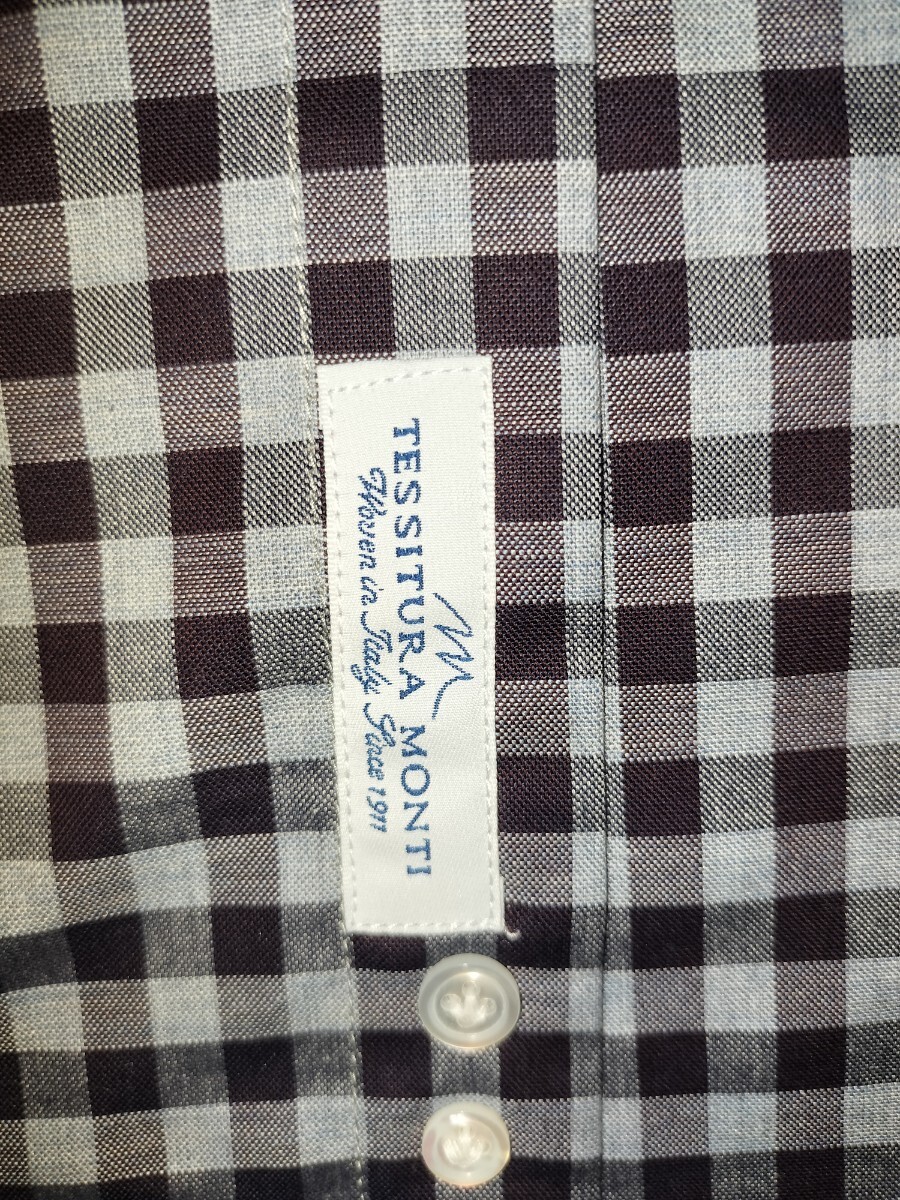 TESSITURA MONTI
Woven in Italy Since 1911